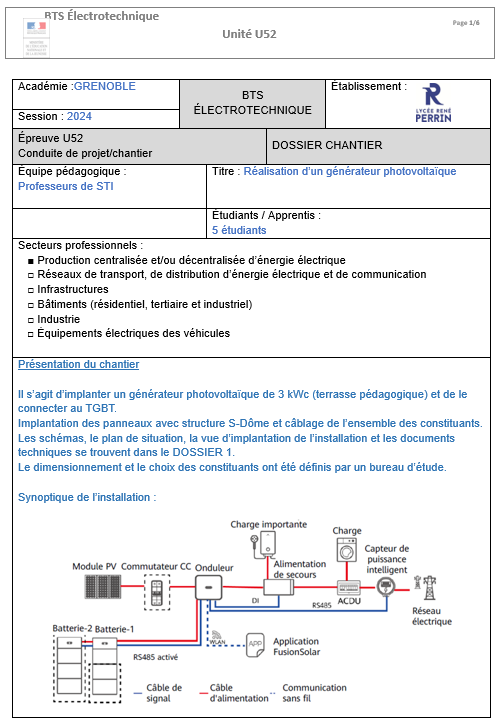 BTS Électrotechnique
Unité U52
Page 1/6
Académie :GRENOBLE
Session : 2024
BTS
ÉLECTROTECHNIQUE
Établissement :
LYCÉE RENÉ
PERRIN
Épreuve U52
Conduite de projet/chantier
DOSSIER CHANTIER
Équipe pédagogique :
Professeurs de STI
Titre : Réalisation d'un générateur photovoltaïque
Étudiants / Apprentis :
5 étudiants
Secteurs professionnels :
■ Production centralisée et/ou décentralisée d'énergie électrique
□ Réseaux de transport, de distribution d'énergie électrique et de communication
□ Infrastructures
□ Bâtiments (résidentiel, tertiaire et industriel)
□ Industrie
□ Équipements électriques des véhicules
Présentation du chantier
Il s'agit d'implanter un générateur photovoltaïque de 3 kWc (terrasse pédagogique) et de le
connecter au TGBT.
Implantation des panneaux avec structure S-Dôme et câblage de l'ensemble des constituants.
Les schémas, le plan de situation, la vue d'implantation de l'installation et les documents
techniques se trouvent dans le DOSSIER 1.
Le dimensionnement et le choix des constituants ont été définis par un bureau d'étude.
Synoptique de l'installation :
Charge importante
Charge
Capteur de
puissance
intelligent
Module PV
Commutateur CC
Onduleur
Alimentation
de secours
DI
RS485
ACDU
Réseau
électrique
Batterie-2
Batterie-1
WLAN
APP
Application
FusionSolar
RS485 activé
Câble de
signal
Câble
d'alimentation
Communication
sans fil